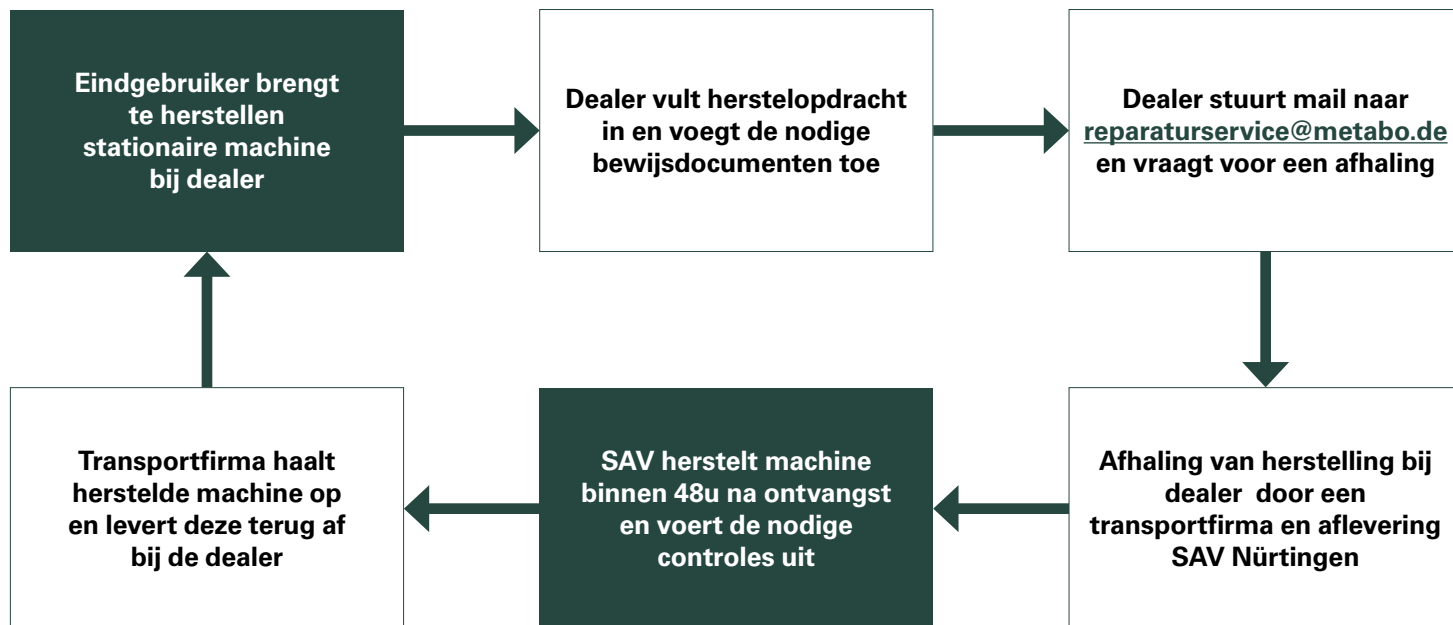 Eindgebruiker brengt
te herstellen
stationaire machine
bij dealer
Dealer vult herstelopdracht
in en voegt de nodige
bewijsdocumenten toe
Dealer stuurt mail naar
reparaturservice@metabo.de
en vraagt voor een afhaling
Afhaling van herstelling bij
dealer  door een
transportfirma en aflevering
SAV Nürtingen
SAV herstelt machine
binnen 48u na ontvangst
en voert de nodige
controles uit
Transportfirma haalt
herstelde machine op
en levert deze terug af
bij de dealer